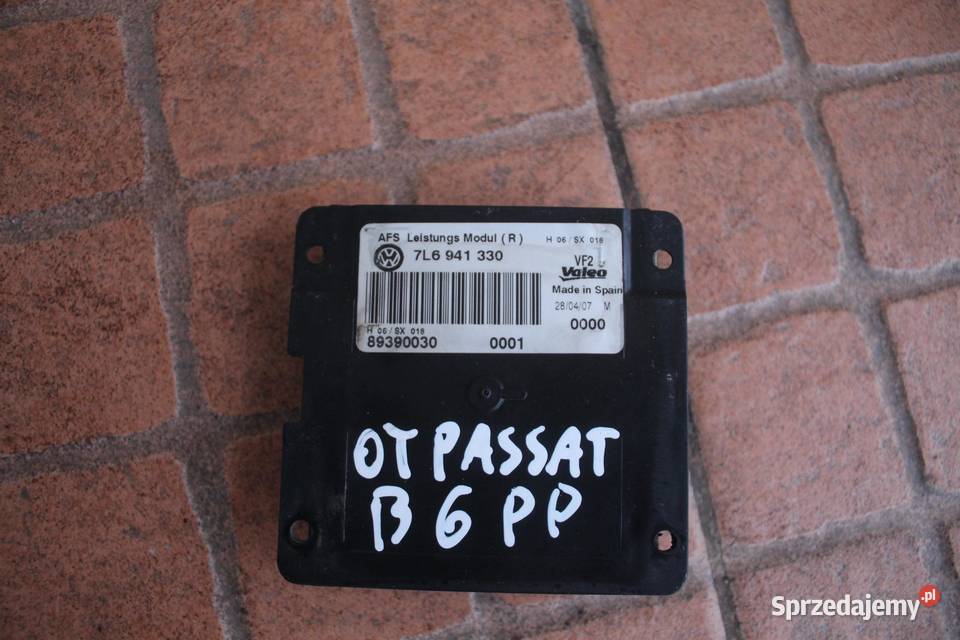 AFS Leistungs Modul ( R ) H 06 / SX 018
7L6 941 330
VF2
Valeo
Made in Spain
28/04/07 M
0000
H 06 / SX 018
89390030 0001
OT PASSAT
B6 PP
Sprzedajemy.pl